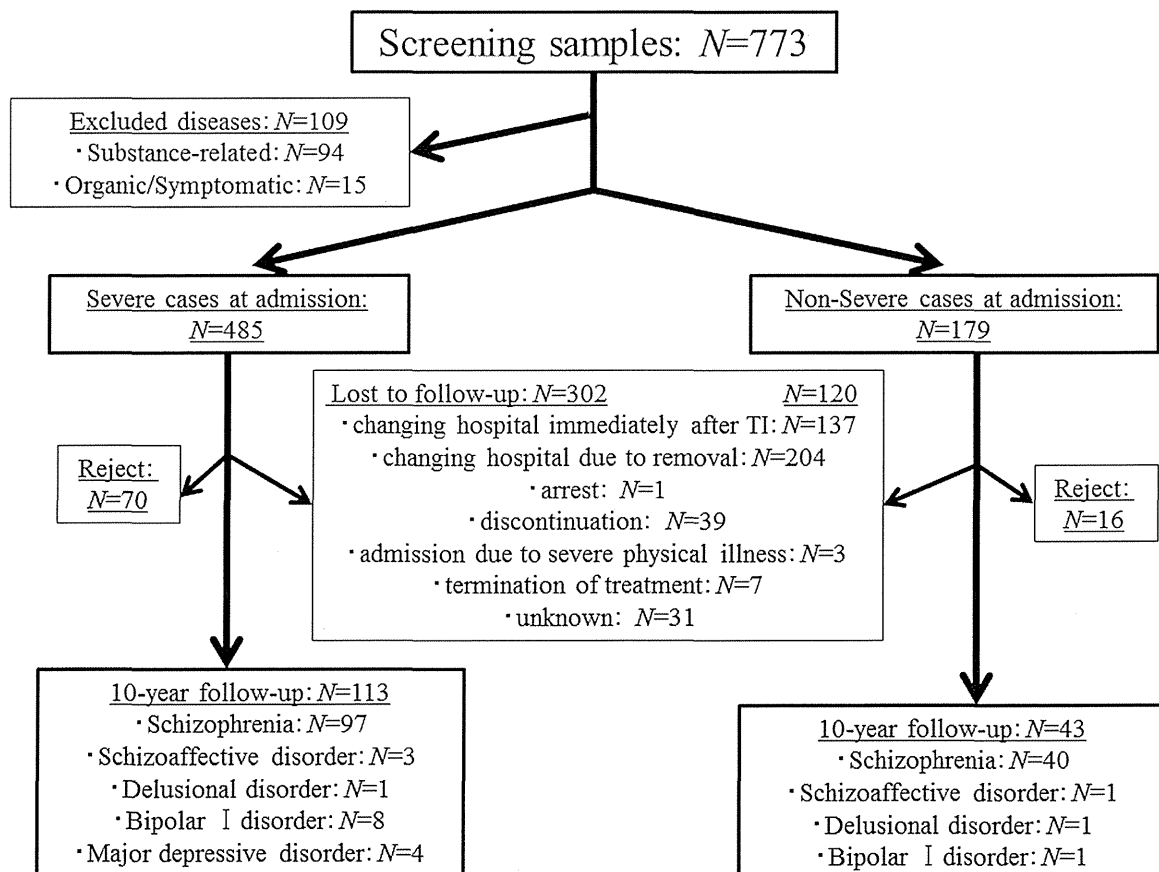 Screening samples: N=773
Excluded diseases: N=109
・Substance-related: N=94
・Organic/Symptomatic: N=15
Severe cases at admission:
N=485
Non-Severe cases at admission:
N=179
Lost to follow-up: N=302 N=120
・changing hospital immediately after TI: N=137
・changing hospital due to removal: N=204
・arrest: N=1
・discontinuation: N=39
・admission due to severe physical illness: N=3
・termination of treatment: N=7
・unknown: N=31
Reject:
N=70
Reject:
N=16
10-year follow-up: N=113
・Schizophrenia: N=97
・Schizoaffective disorder: N=3
・Delusional disorder: N=1
・Bipolar Ⅰ disorder: N=8
・Major depressive disorder: N=4
10-year follow-up: N=43
・Schizophrenia: N=40
・Schizoaffective disorder: N=1
・Delusional disorder: N=1
・Bipolar Ⅰ disorder: N=1